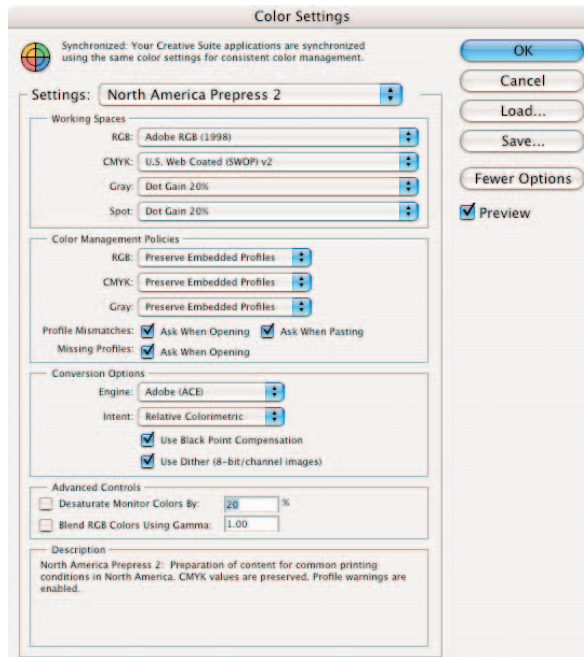 Color Settings
Synchronized: Your Creative Suite applications are synchronized
using the same color settings for consistent color management.
OK
Cancel
Load...
Save...
Fewer Options
Preview
Settings: North America Prepress 2
Working Spaces
RGB: Adobe RGB (1998)
CMYK: U.S. Web Coated (SWOP) v2
Gray: Dot Gain 20%
Spot: Dot Gain 20%
Color Management Policies
RGB: Preserve Embedded Profiles
CMYK: Preserve Embedded Profiles
Gray: Preserve Embedded Profiles
Profile Mismatches: Ask When Opening Ask When Pasting
Missing Profiles: Ask When Opening
Conversion Options
Engine: Adobe (ACE)
Intent: Relative Colorimetric
Use Black Point Compensation
Use Dither (8-bit/channel images)
Advanced Controls
Desaturate Monitor Colors By: 20 %
Blend RGB Colors Using Gamma: 1.00
Description
North America Prepress 2: Preparation of content for common printing
conditions in North America. CMYK values are preserved. Profile warnings are
enabled.